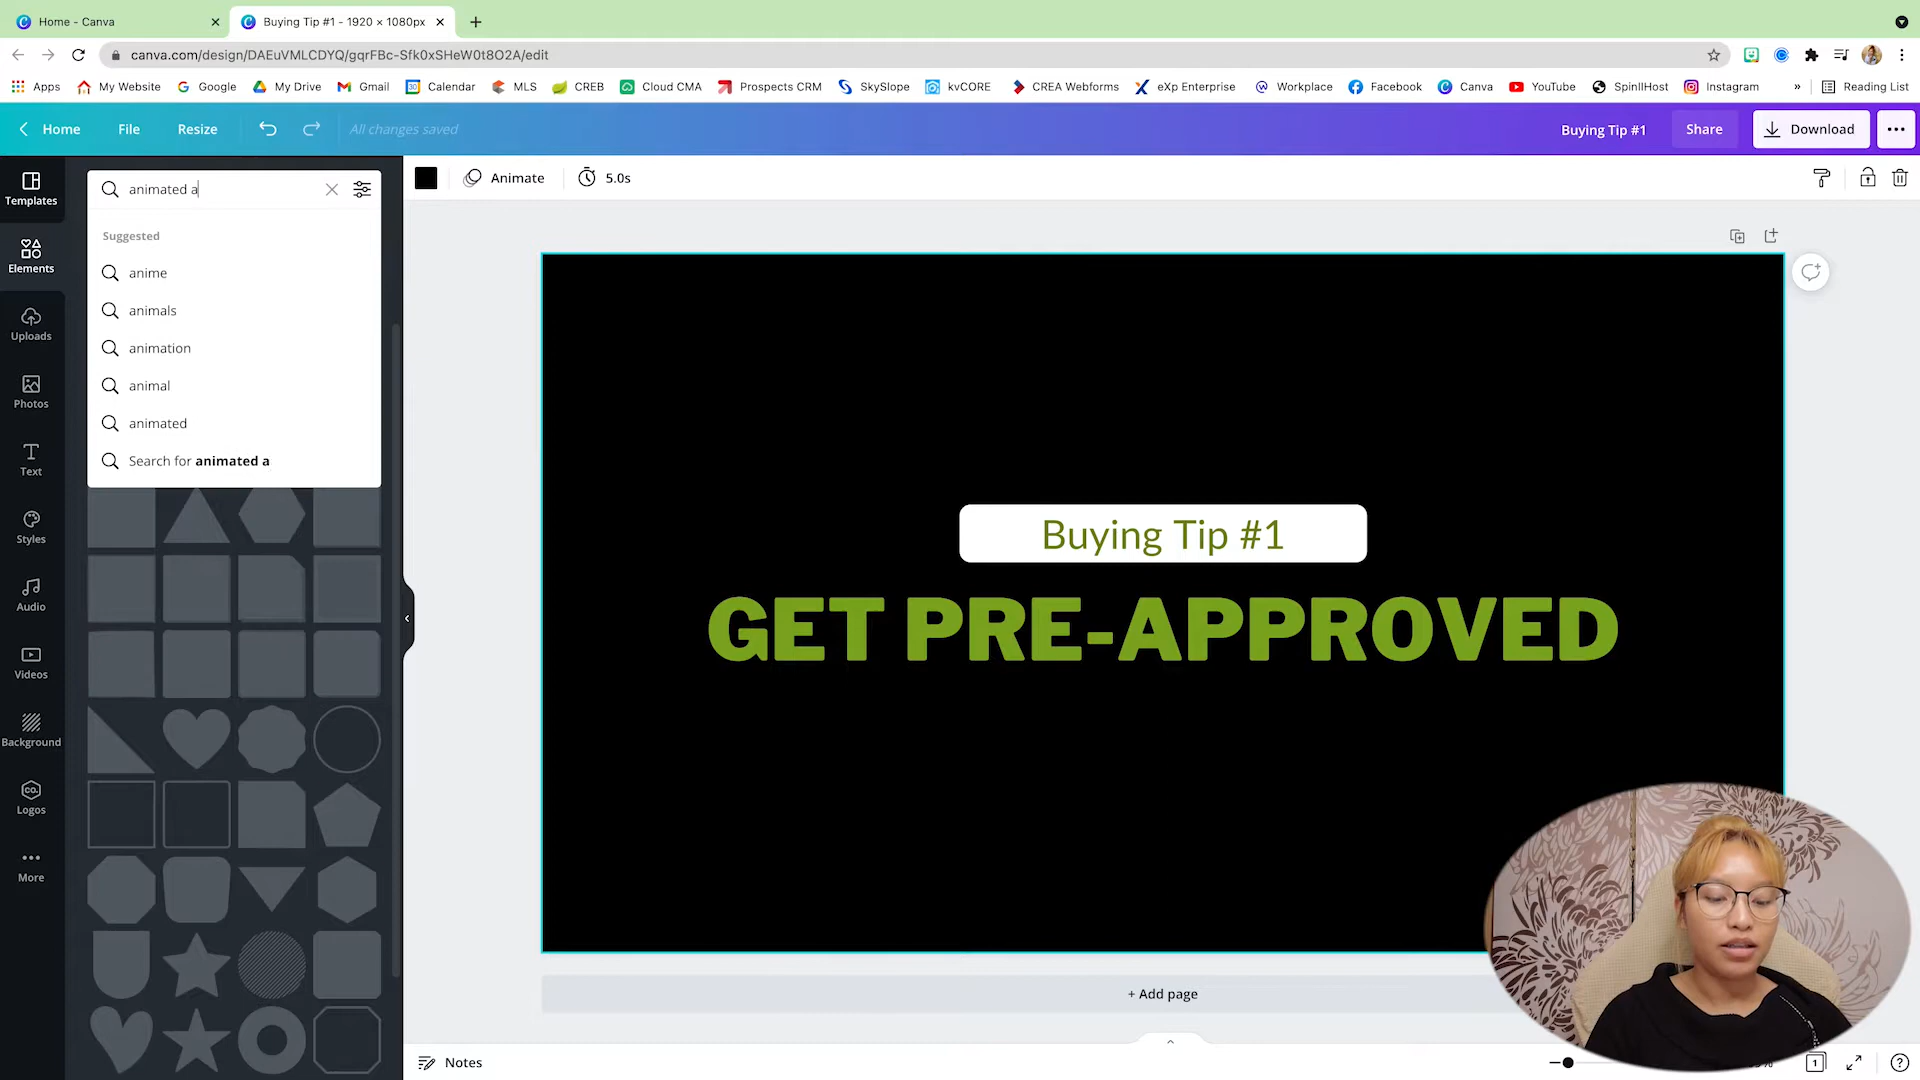 Home - Canva
Buying Tip #1 - 1920 × 1080px
canva.com/design/DAEuVMLCDYQ/gqrFBc-Sfk0xSHeW0t8O2A/edit
Apps My Website Google My Drive Gmail Calendar MLS CREB Cloud CMA Prospects CRM SkySlope kvCORE CREA Webforms eXp Enterprise Workplace Facebook Canva YouTube SpinllHost Instagram » Reading List
Home File Resize All changes saved Buying Tip #1 Share Download
Templates
Elements
Uploads
Photos
Text
Styles
Audio
Videos
Background
CO.
Logos
More
animated a
Suggested
anime
animals
animation
animal
animated
Search for animated a
Animate 5.0s
Buying Tip #1
GET PRE-APPROVED
+ Add page
Notes
1